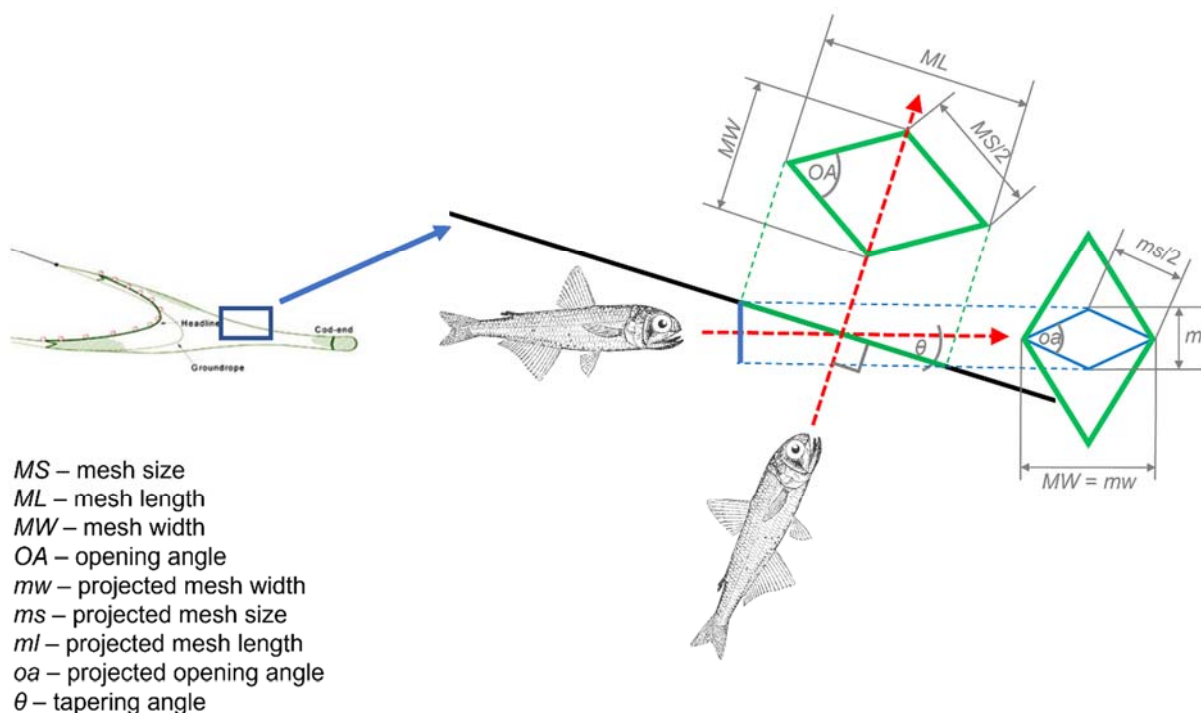 ML
MW
MS/2
OA
ms/2
Headline
Cod-end
Groundrope
θ
oa
m
MW = mw
MS – mesh size
ML – mesh length
MW – mesh width
OA – opening angle
mw – projected mesh width
ms – projected mesh size
ml – projected mesh length
oa – projected opening angle
θ – tapering angle